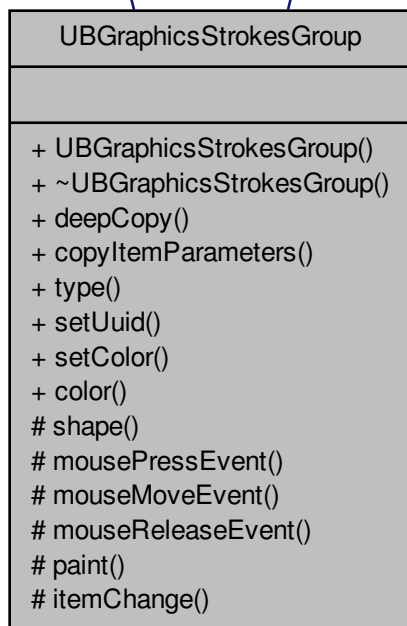 UBGraphicsStrokesGroup
+ UBGraphicsStrokesGroup()
+ ~UBGraphicsStrokesGroup()
+ deepCopy()
+ copyItemParameters()
+ type()
+ setUuid()
+ setColor()
+ color()
# shape()
# mousePressEvent()
# mouseMoveEvent()
# mouseReleaseEvent()
# paint()
# itemChange()